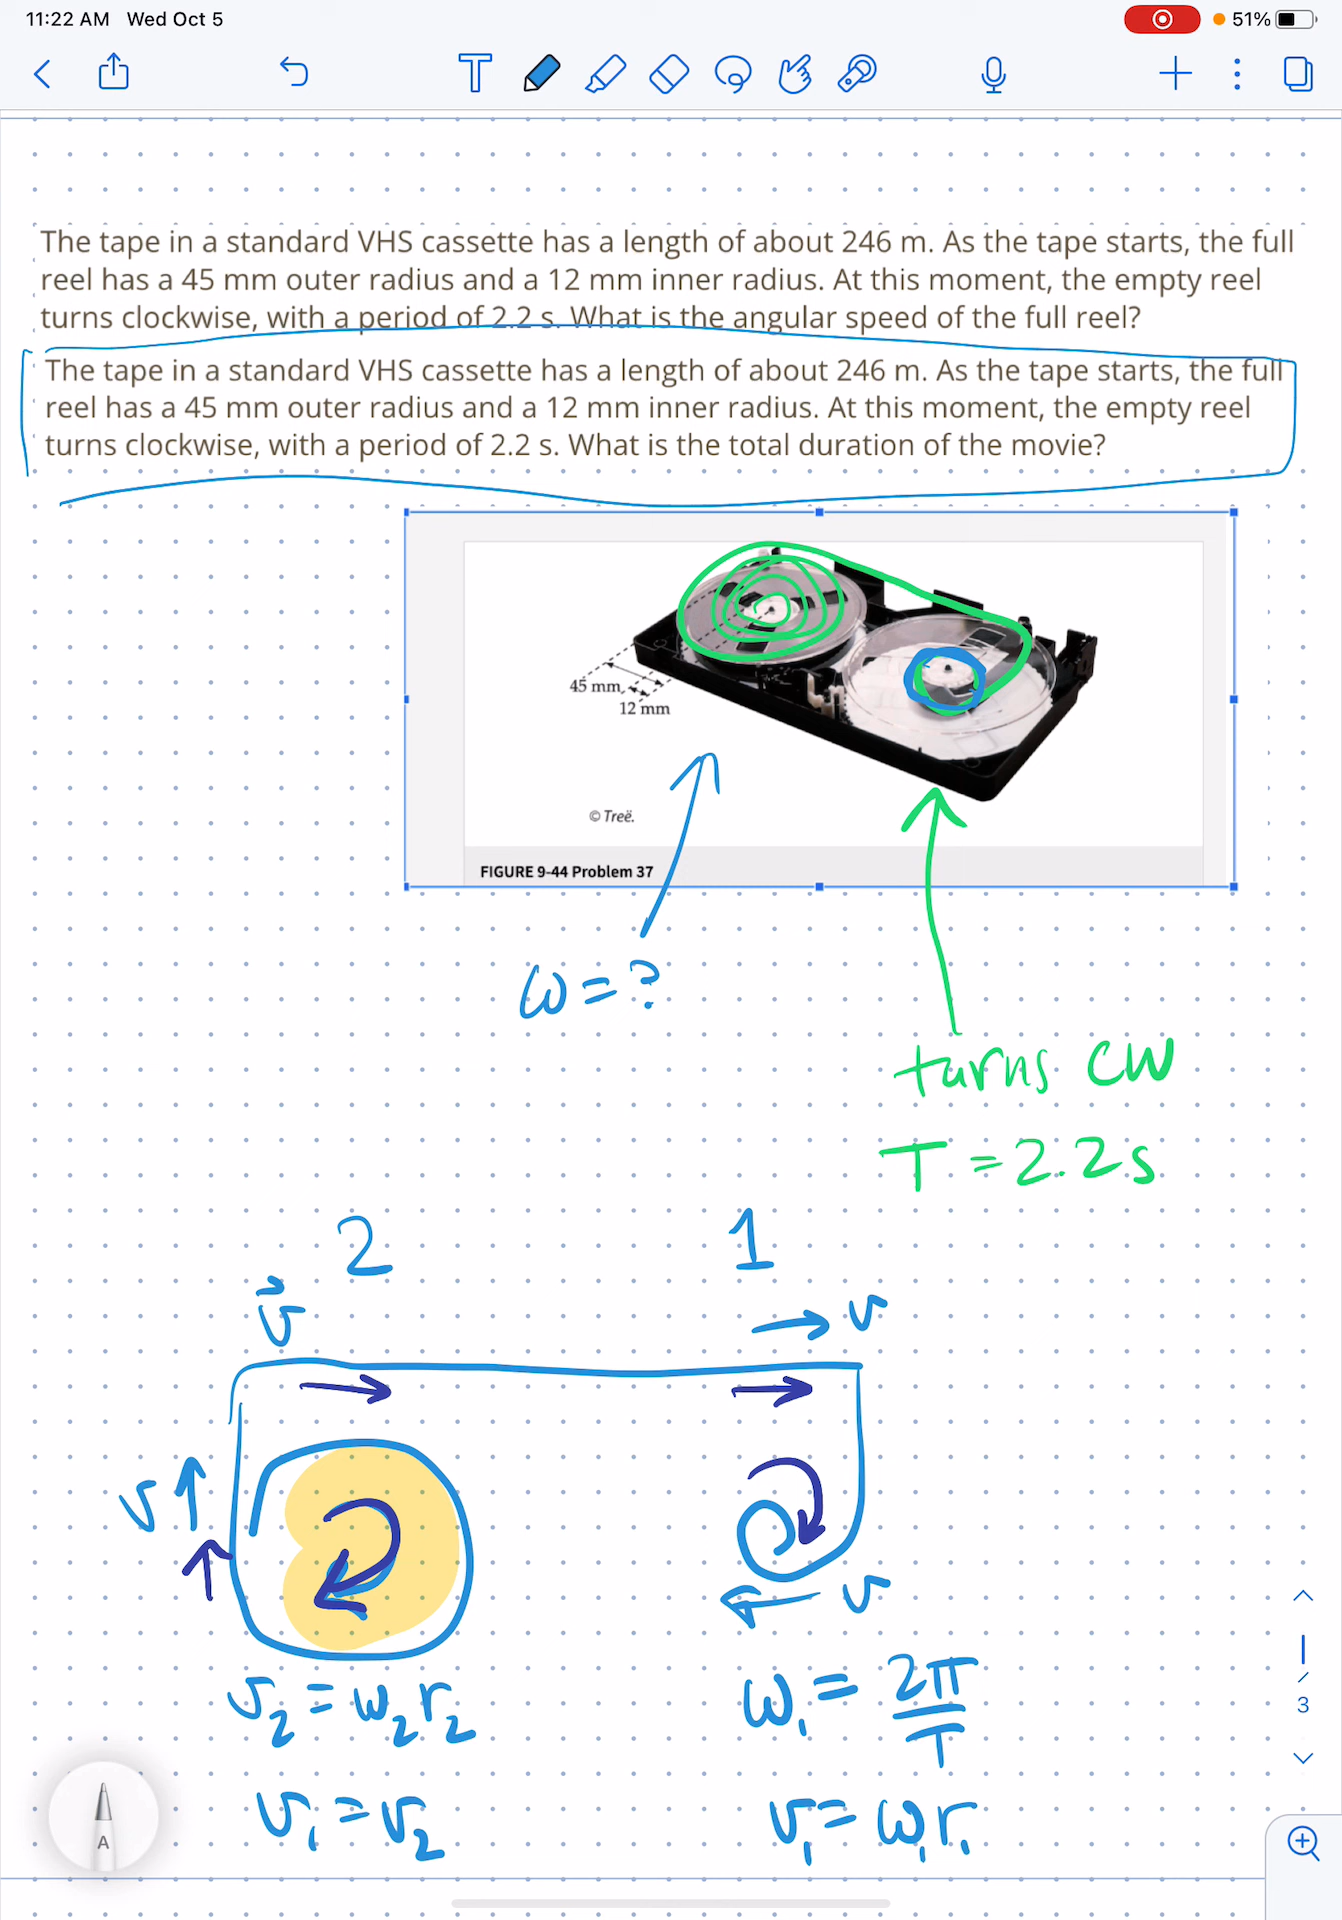 11:22 AM Wed Oct 5
51%
T
The tape in a standard VHS cassette has a length of about 246 m. As the tape starts, the full
reel has a 45 mm outer radius and a 12 mm inner radius. At this moment, the empty reel
turns clockwise, with a period of 2.2 s. What is the angular speed of the full reel?
The tape in a standard VHS cassette has a length of about 246 m. As the tape starts, the full
reel has a 45 mm outer radius and a 12 mm inner radius. At this moment, the empty reel
turns clockwise, with a period of 2.2 s. What is the total duration of the movie?
45 mm
12 mm
© Treë.
FIGURE 9-44 Problem 37
ω = ?
turns CW
T = 2.2 s
2
1
v⃗
v
v
v
v₂ = ω₂ r₂
ω₁ = 2π/T
v₁ = v₂
v₁ = ω₁ r₁
1
/
3
A